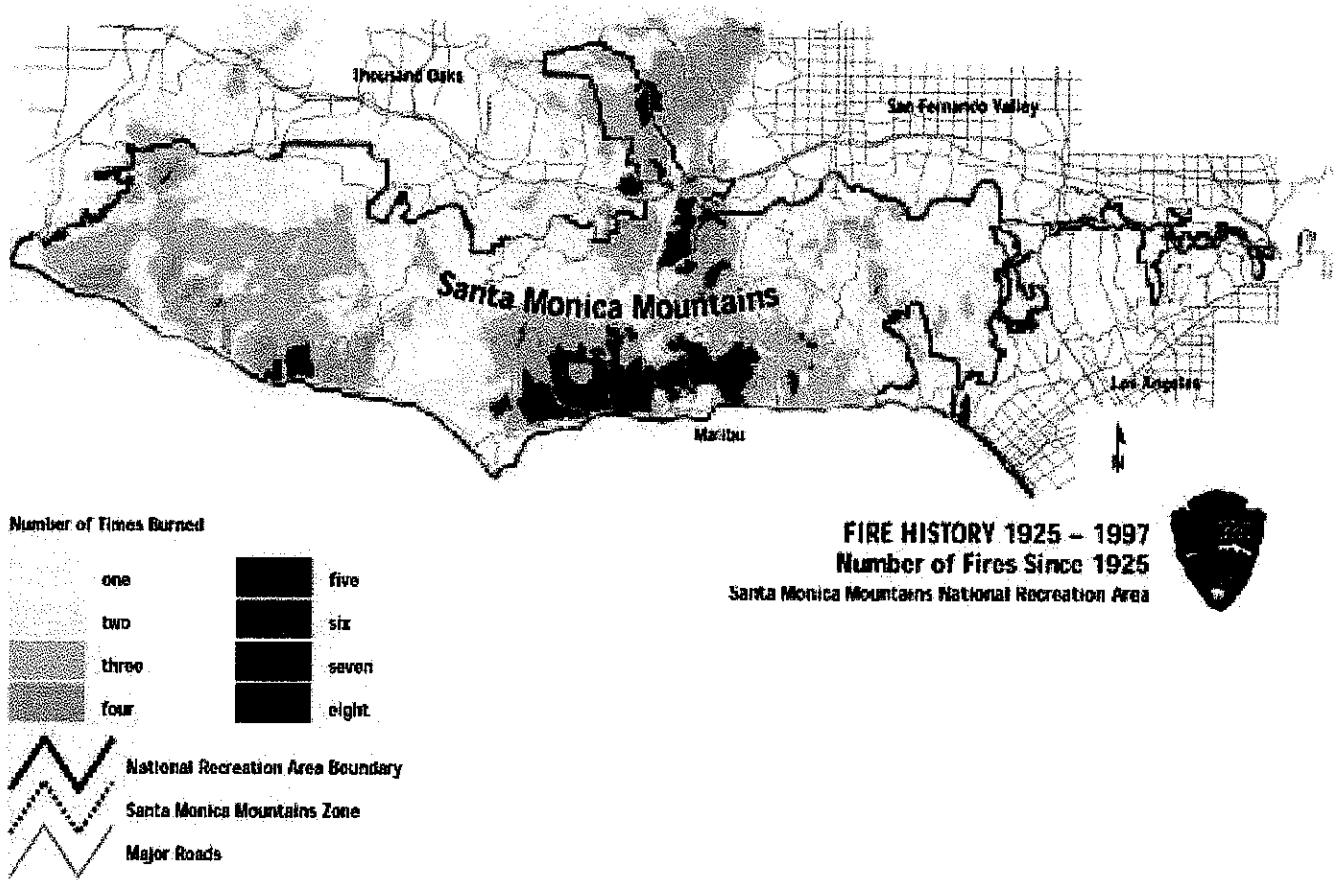 Thousand Oaks
San Fernando Valley
Santa Monica Mountains
Los Angeles
Malibu
N
Number of Times Burned
one
two
three
four
five
six
seven
eight
National Recreation Area Boundary
Santa Monica Mountains Zone
Major Roads
FIRE HISTORY 1925 – 1997
Number of Fires Since 1925
Santa Monica Mountains National Recreation Area